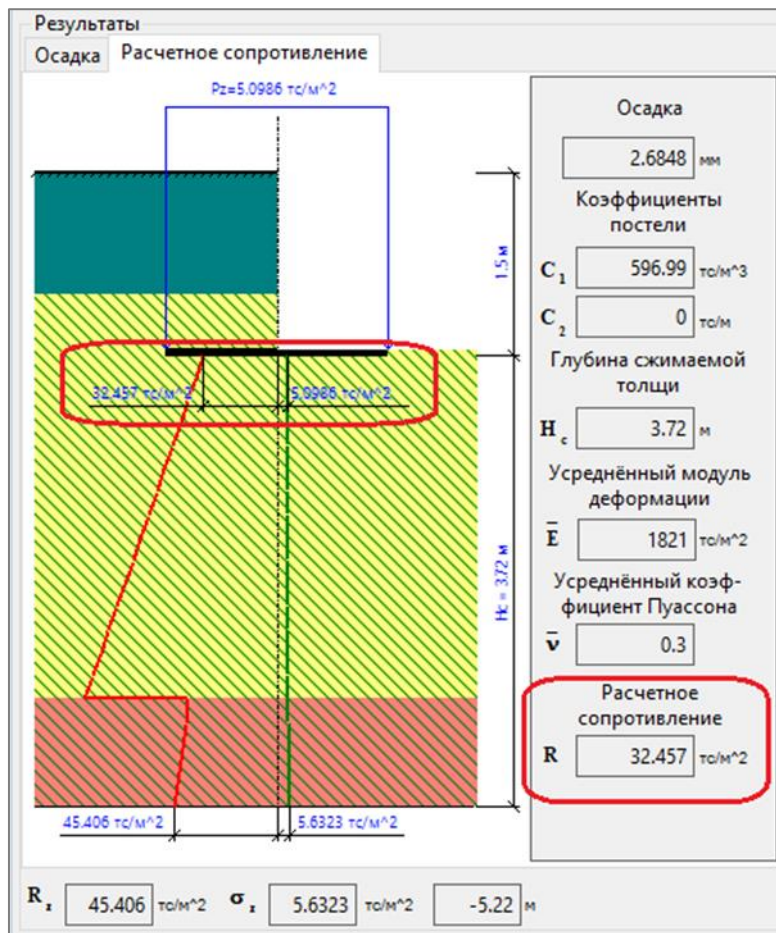 Результаты
Осадка Расчетное сопротивление
Pz=5.0986 тс/м^2
1.5 м
32.457 тс/м^2 5.0986 тс/м^2
Hc = 3.72 м
45.406 тс/м^2 5.6323 тс/м^2
Осадка
2.6848 мм
Коэффициенты
постели
C1 596.99 тс/м^3
C2 0 тс/м
Глубина сжимаемой
толщи
Hc 3.72 м
Усреднённый модуль
деформации
E̅ 1821 тс/м^2
Усреднённый коэф-
фициент Пуассона
ν̅ 0.3
Расчетное
сопротивление
R 32.457 тс/м^2
Rz 45.406 тс/м^2 σz 5.6323 тс/м^2 -5.22 м